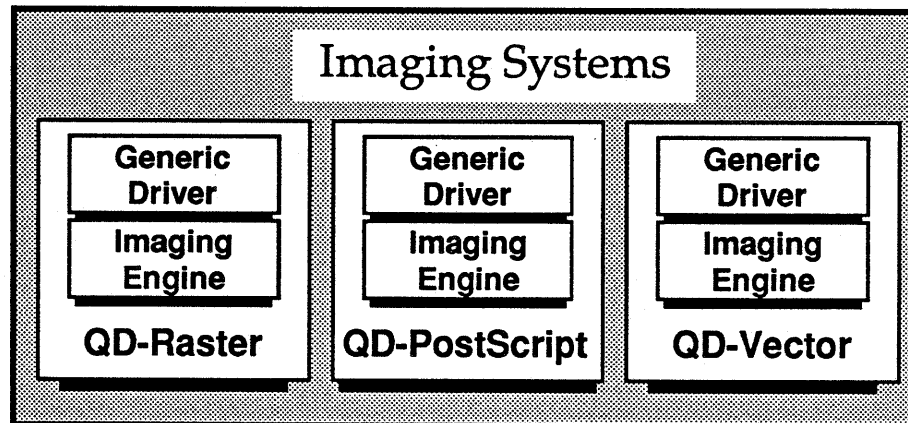 Imaging Systems
Generic
Driver
Imaging
Engine
QD-Raster
Generic
Driver
Imaging
Engine
QD-PostScript
Generic
Driver
Imaging
Engine
QD-Vector